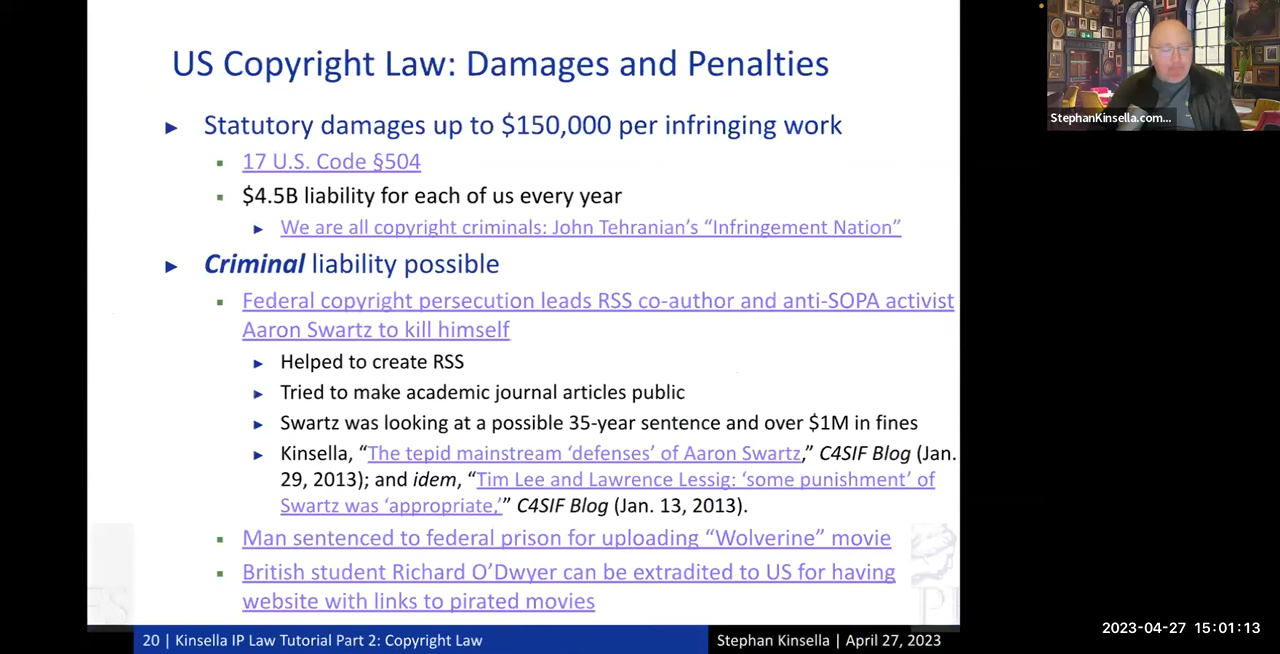 US Copyright Law: Damages and Penalties
Statutory damages up to $150,000 per infringing work
17 U.S. Code §504
$4.5B liability for each of us every year
We are all copyright criminals: John Tehranian’s “Infringement Nation”
Criminal liability possible
Federal copyright persecution leads RSS co-author and anti-SOPA activist
Aaron Swartz to kill himself
Helped to create RSS
Tried to make academic journal articles public
Swartz was looking at a possible 35-year sentence and over $1M in fines
Kinsella, “The tepid mainstream ‘defenses’ of Aaron Swartz,” C4SIF Blog (Jan.
29, 2013); and idem, “Tim Lee and Lawrence Lessig: ‘some punishment’ of
Swartz was ‘appropriate,’” C4SIF Blog (Jan. 13, 2013).
Man sentenced to federal prison for uploading “Wolverine” movie
British student Richard O’Dwyer can be extradited to US for having
website with links to pirated movies
20 | Kinsella IP Law Tutorial Part 2: Copyright Law
Stephan Kinsella | April 27, 2023
StephanKinsella.com...
2023-04-27 15:01:13